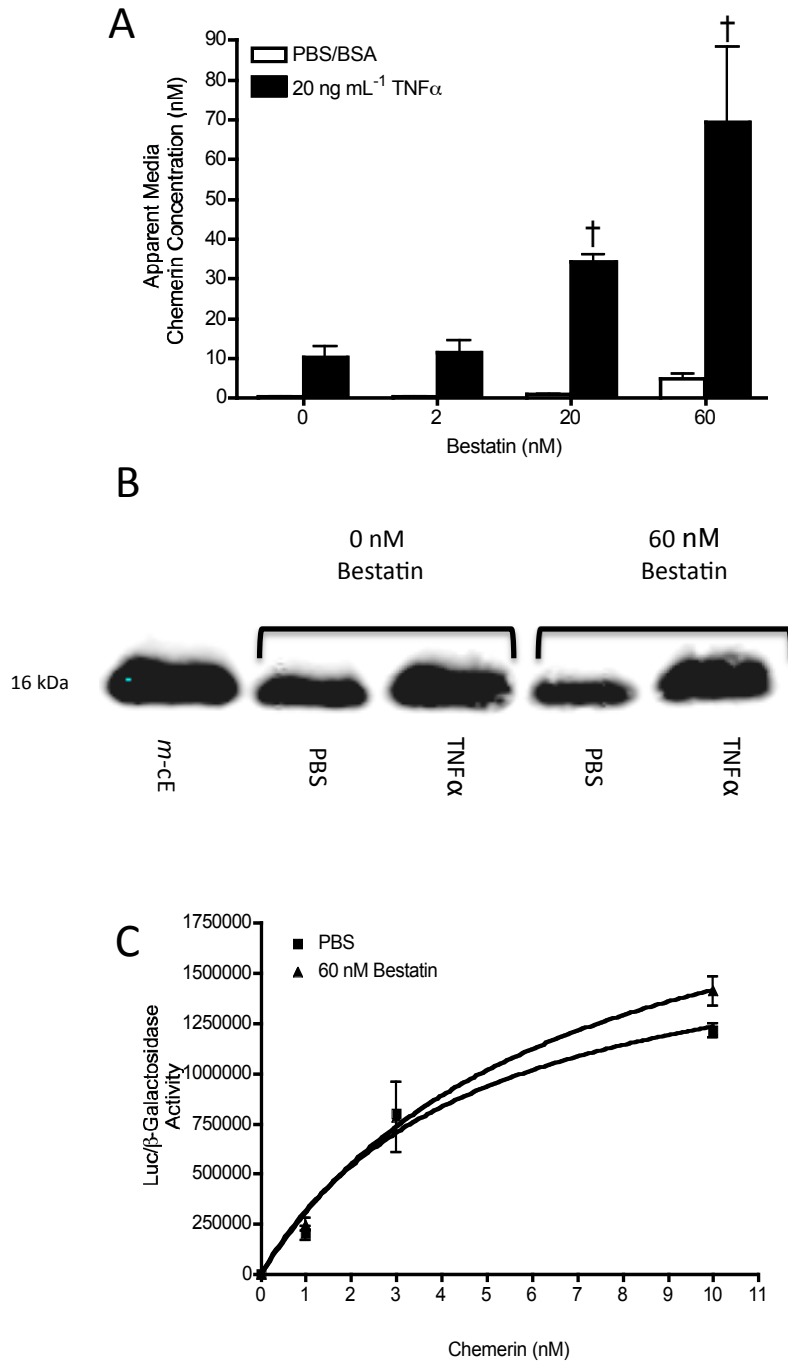 A
90
80
70
60
50
40
30
20
10
0
Apparent Media
Chemerin Concentration (nM)
PBS/BSA
20 ng mL⁻¹ TNFα
†
†
0 2 20 60
Bestatin (nM)
B
0 nM
Bestatin
60 nM
Bestatin
16 kDa
m-cE
PBS
TNFα
PBS
TNFα
C
1750000
1500000
1250000
1000000
750000
500000
250000
0
Luc/β-Galactosidase
Activity
PBS
60 nM Bestatin
0 1 2 3 4 5 6 7 8 9 10 11
Chemerin (nM)